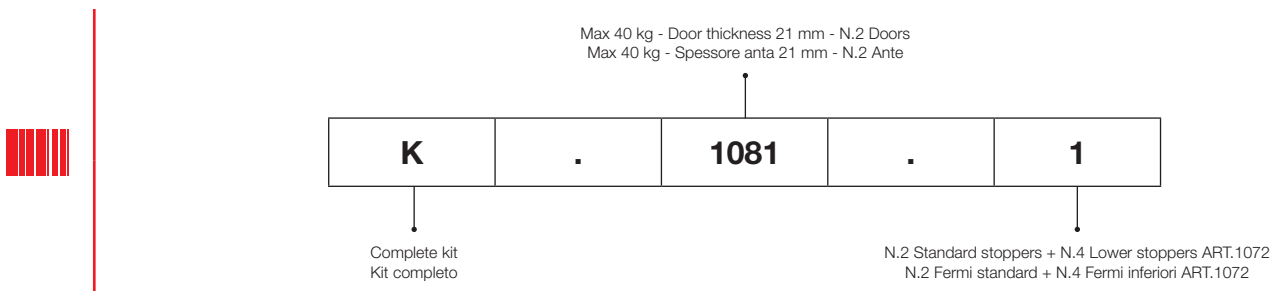 Max 40 kg - Door thickness 21 mm - N.2 Doors
Max 40 kg - Spessore anta 21 mm - N.2 Ante
K . 1081 . 1
Complete kit
Kit completo
N.2 Standard stoppers + N.4 Lower stoppers ART.1072
N.2 Fermi standard + N.4 Fermi inferiori ART.1072